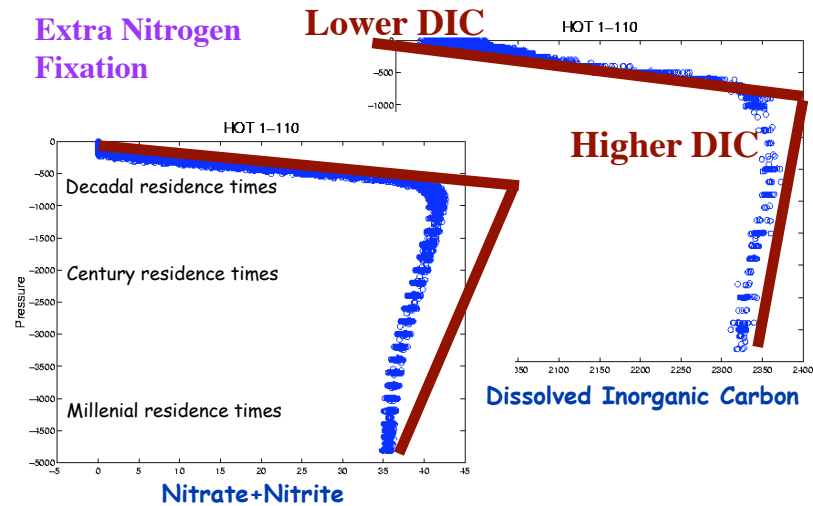 Extra Nitrogen
Fixation
Lower DIC
HOT 1–110
−500
−1000
Higher DIC
HOT 1–110
0
−500
−1000
−1500
−2000
−2500
−3000
−3500
−4000
−4500
−5000
Pressure
Decadal residence times
Century residence times
Millenial residence times
−5 0 5 10 15 20 25 30 35 40 45
Nitrate+Nitrite
2100 2150 2200 2250 2300 2350 2400
Dissolved Inorganic Carbon